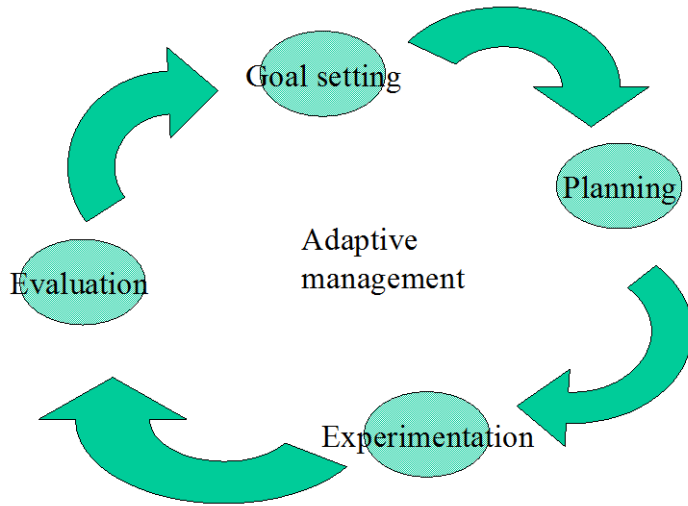 Goal setting
Planning
Adaptive
management
Evaluation
Experimentation